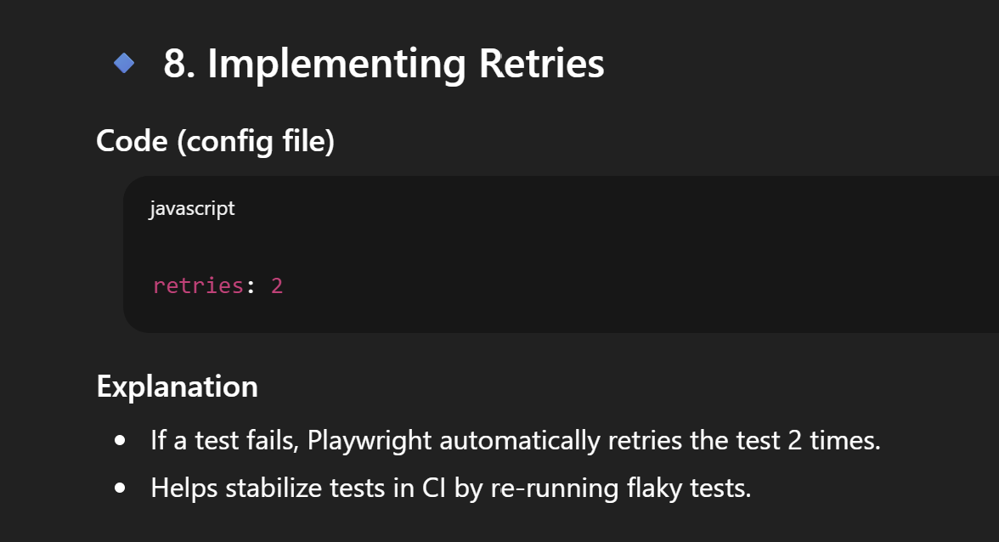 8. Implementing Retries
Code (config file)
javascript
retries: 2
Explanation
If a test fails, Playwright automatically retries the test 2 times.
Helps stabilize tests in CI by re-running flaky tests.